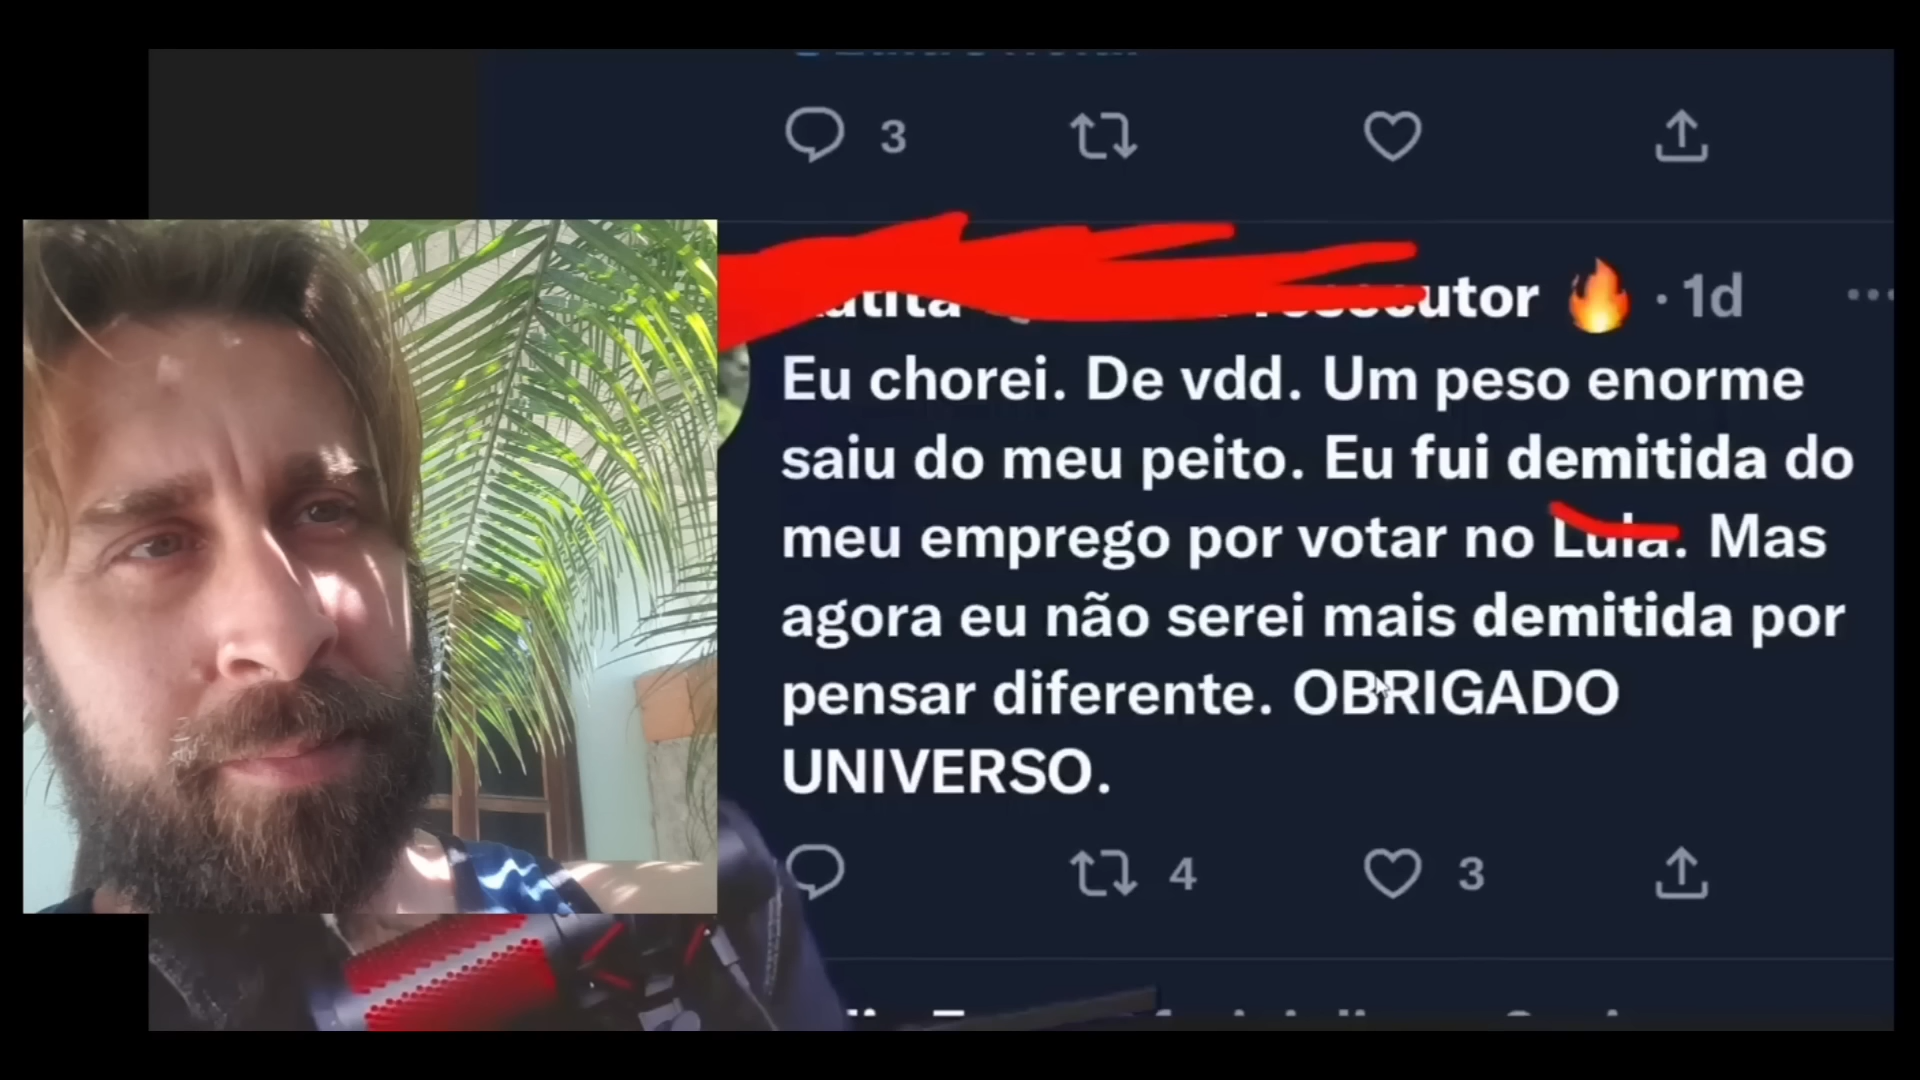 3
cutor 🔥 · 1d
Eu chorei. De vdd. Um peso enorme
saiu do meu peito. Eu fui demitida do
meu emprego por votar no Lula. Mas
agora eu não serei mais demitida por
pensar diferente. OBRIGADO
UNIVERSO.
4 3